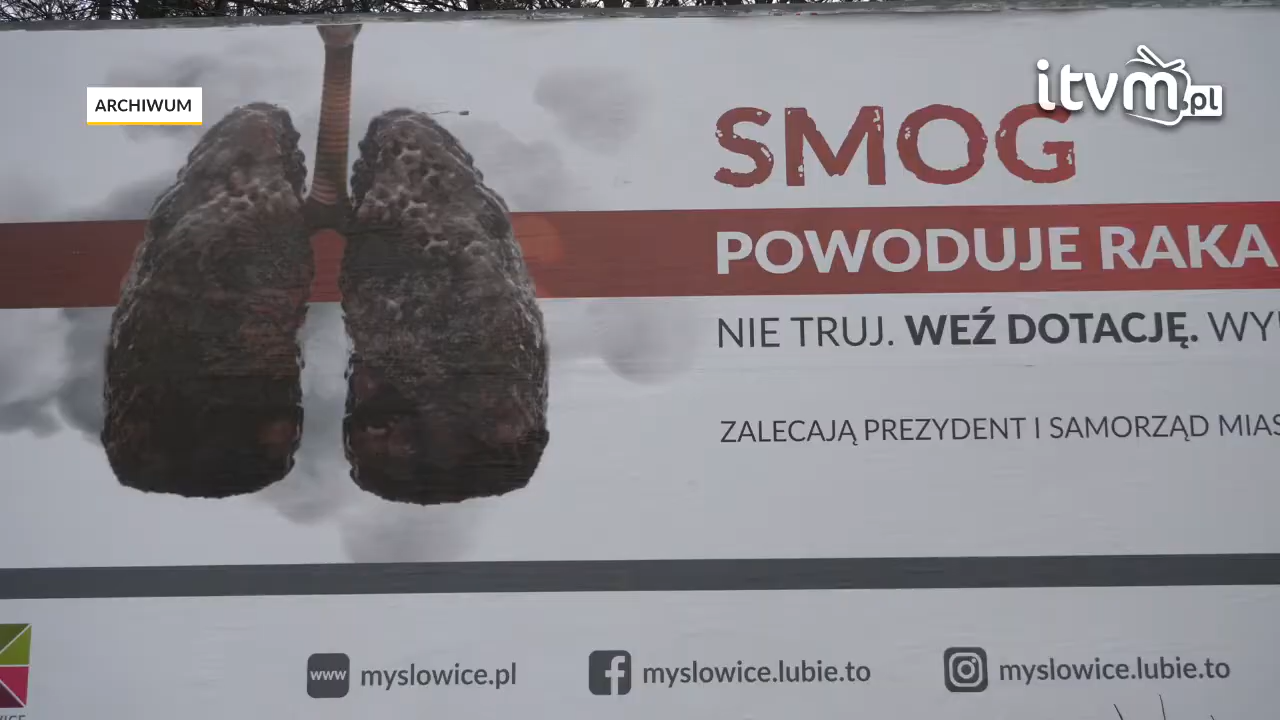 ARCHIWUM
itvm.pl
SMOG
POWODUJE RAKA
NIE TRUJ. WEŹ DOTACJĘ.
ZALECAJĄ PREZYDENT I SAMORZĄD
www myslowice.pl
myslowice.lubie.to
myslowice.lubie.to